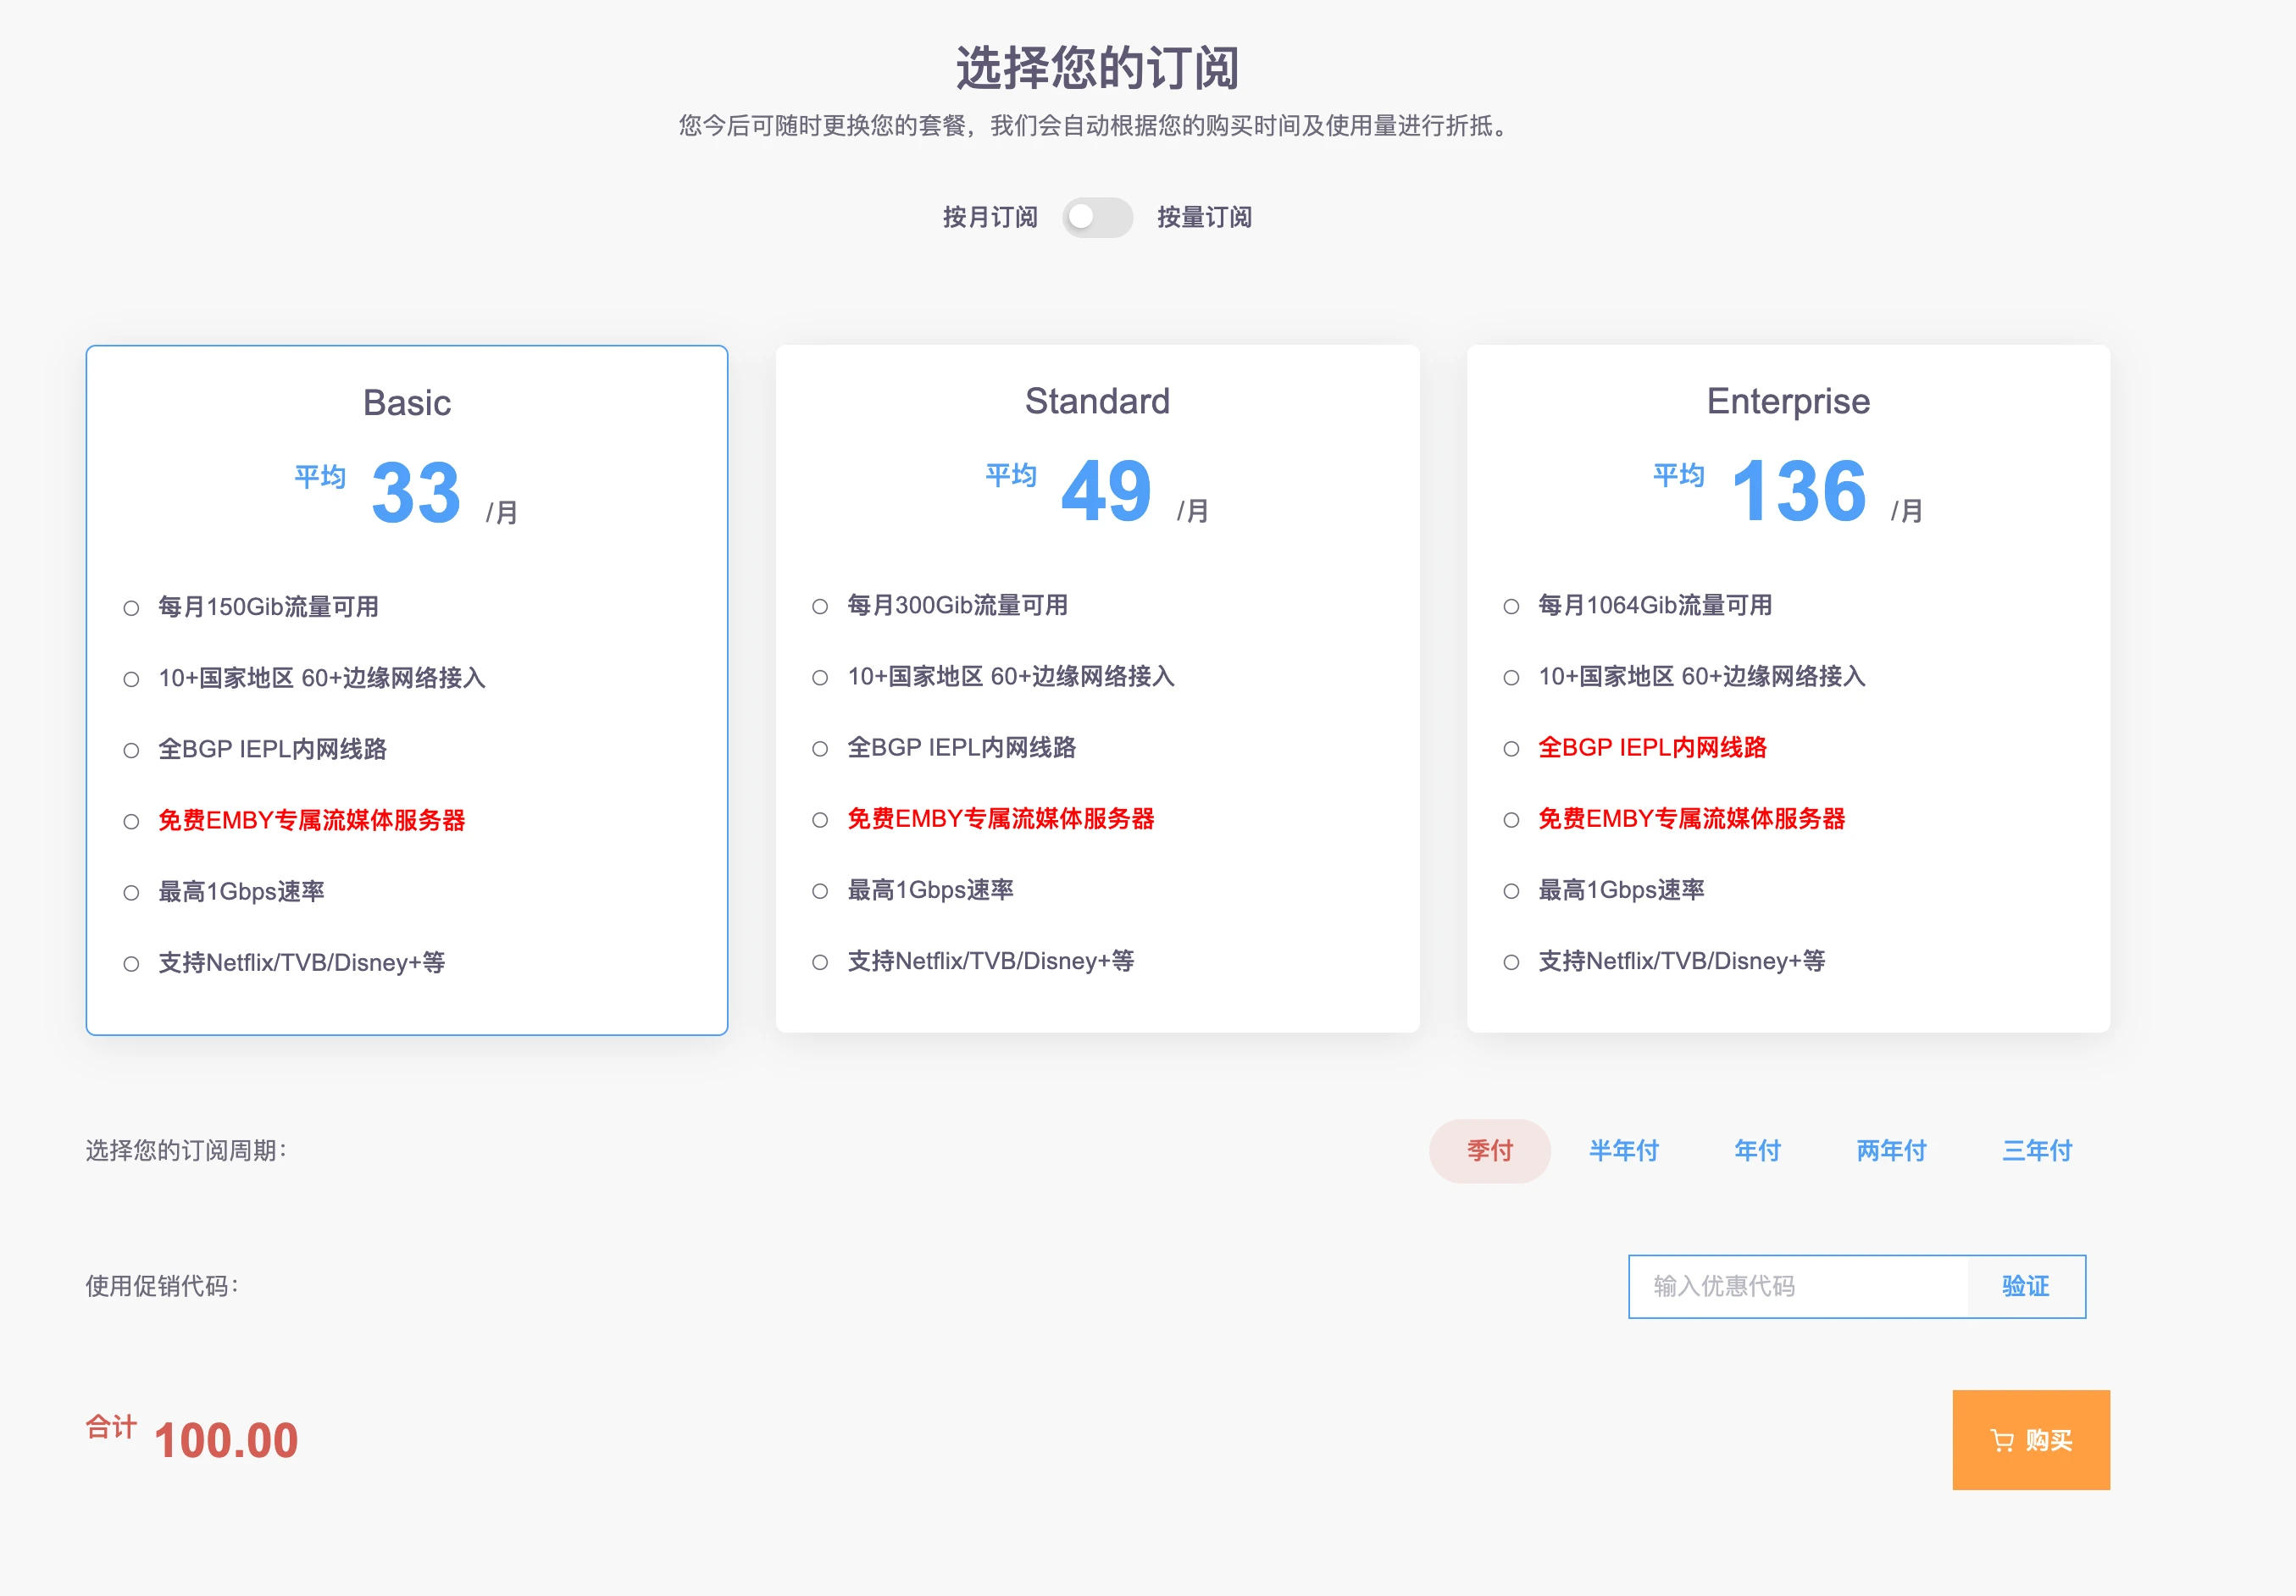 选择您的订阅
您今后可随时更换您的套餐，我们会自动根据您的购买时间及使用量进行折抵。
按月订阅 按量订阅
Basic
平均 33 /月
每月150Gib流量可用
10+国家地区 60+边缘网络接入
全BGP IEPL内网线路
免费EMBY专属流媒体服务器
最高1Gbps速率
支持Netflix/TVB/Disney+等
Standard
平均 49 /月
每月300Gib流量可用
10+国家地区 60+边缘网络接入
全BGP IEPL内网线路
免费EMBY专属流媒体服务器
最高1Gbps速率
支持Netflix/TVB/Disney+等
Enterprise
平均 136 /月
每月1064Gib流量可用
10+国家地区 60+边缘网络接入
全BGP IEPL内网线路
免费EMBY专属流媒体服务器
最高1Gbps速率
支持Netflix/TVB/Disney+等
选择您的订阅周期： 季付 半年付 年付 两年付 三年付
使用促销代码： 输入优惠代码 验证
合计 100.00 购买